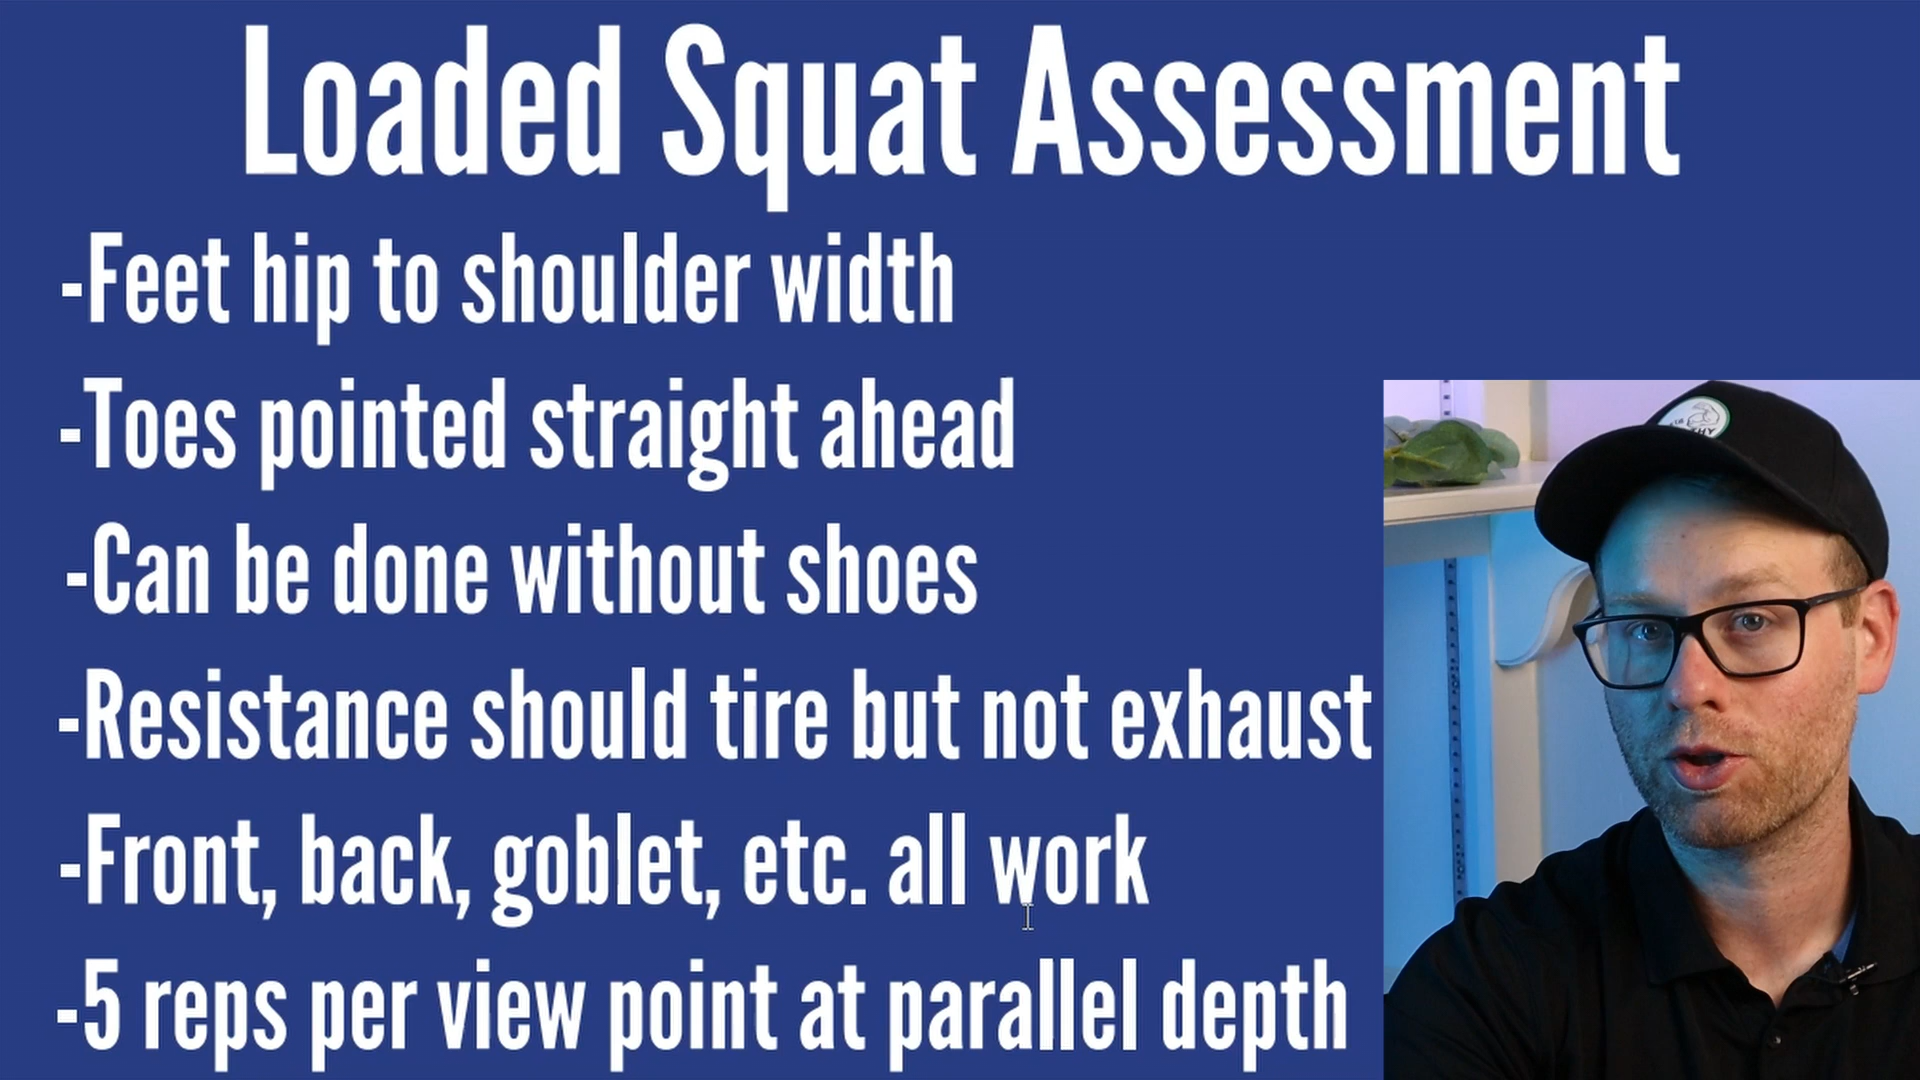 Loaded Squat Assessment
-Feet hip to shoulder width
-Toes pointed straight ahead
-Can be done without shoes
-Resistance should tire but not exhaust
-Front, back, goblet, etc. all work
-5 reps per view point at parallel depth